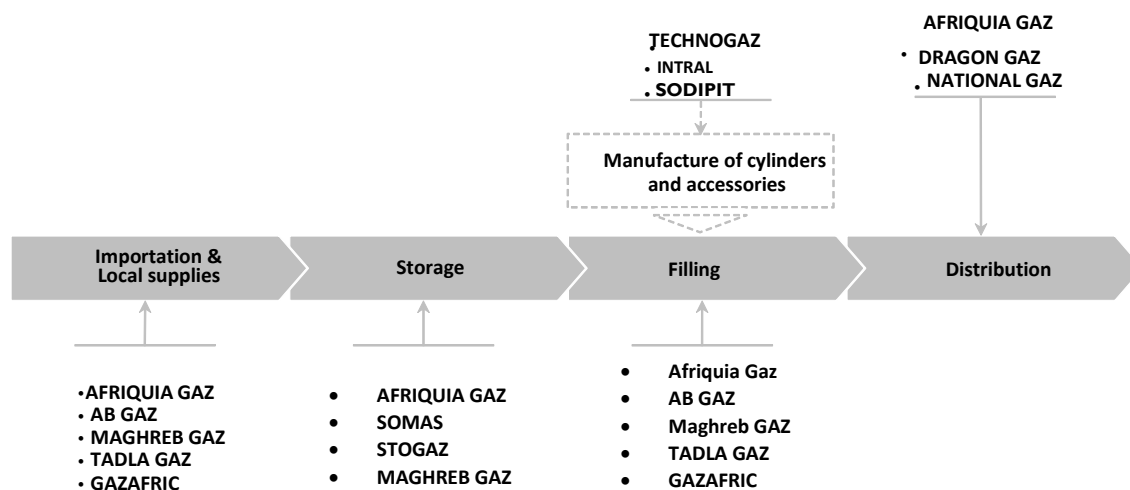 TECHNOGAZ
• INTRAL
• SODIPIT
AFRIQUIA GAZ
• DRAGON GAZ
• NATIONAL GAZ
Manufacture of cylinders
and accessories
Importation &
Local supplies
Storage
Filling
Distribution
•AFRIQUIA GAZ
• AB GAZ
• MAGHREB GAZ
• TADLA GAZ
• GAZAFRIC
• AFRIQUIA GAZ
• SOMAS
• STOGAZ
• MAGHREB GAZ
• Afriquia Gaz
• AB GAZ
• Maghreb GAZ
• TADLA GAZ
• GAZAFRIC